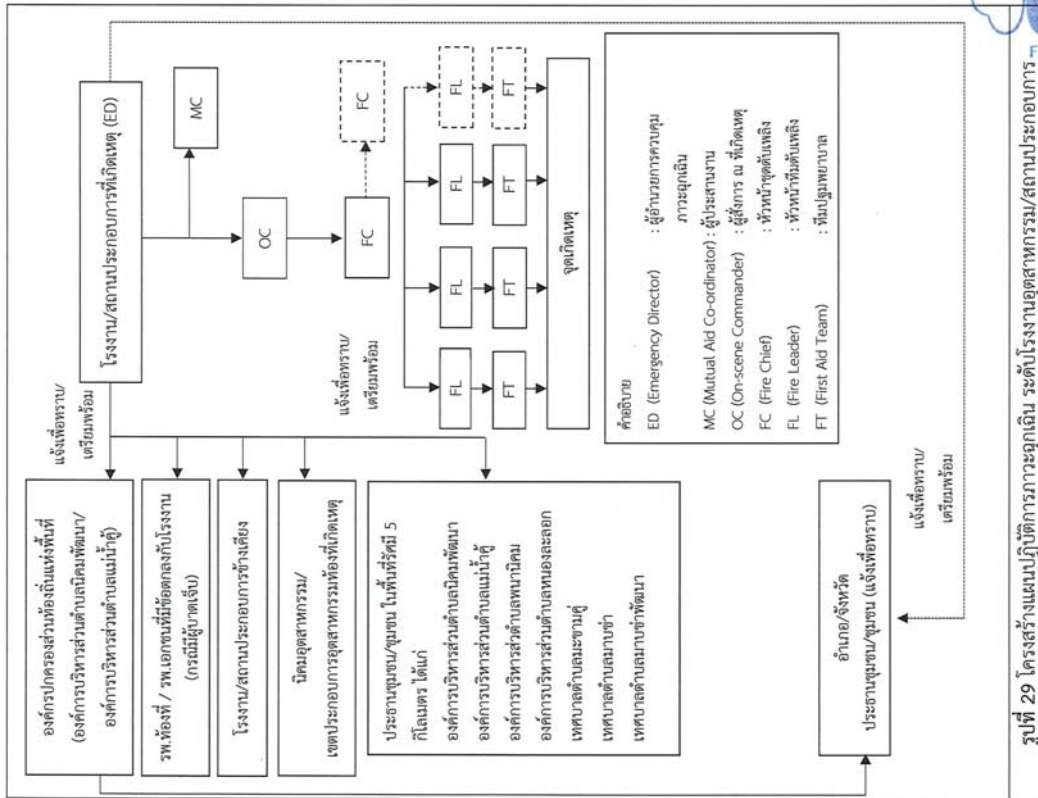 โรงงาน/สถานประกอบการที่เกิดเหตุ (ED)
MC
OC
FC
FC
แจ้งเพื่อทราบ/
เตรียมพร้อม
แจ้งเพื่อทราบ/
เตรียมพร้อม
FL
FL
FL
FL
FT
FT
FT
FT
จุดเกิดเหตุ
องค์กรปกครองส่วนท้องถิ่นแห่งพื้นที่
(องค์การบริหารส่วนตำบลนิคมพัฒนา/
องค์การบริหารส่วนตำบลแม่น้ำคู้)
รพ.ท้องที่ / รพ.เอกชนที่มีข้อตกลงกับโรงงาน
(กรณีมีผู้บาดเจ็บ)
โรงงาน/สถานประกอบการข้างเคียง
นิคมอุตสาหกรรม/
เขตประกอบการอุตสาหกรรมท้องที่เกิดเหตุ
ประธานชุมชน/ชุมชน ในพื้นที่รัศมี 5
กิโลเมตร ได้แก่
องค์การบริหารส่วนตำบลนิคมพัฒนา
องค์การบริหารส่วนตำบลแม่น้ำคู้
องค์การบริหารส่วตำบลพนานิคม
องค์การบริหารส่วนตำบลหนองละลอก
เทศบาลตำบลมะขามคู่
เทศบาลตำบลมาบข่า
เทศบาลตำบลมาบข่าพัฒนา
คำอธิบาย
ED (Emergency Director) : ผู้อำนวยการควบคุม
ภาวะฉุกเฉิน
MC (Mutual Aid Co-ordinator) : ผู้ประสานงาน
OC (On-scene Commander) : ผู้สั่งการ ณ ที่เกิดเหตุ
FC (Fire Chief) : หัวหน้าชุดดับเพลิง
FL (Fire Leader) : หัวหน้าทีมดับเพลิง
FT (First Aid Team) : ทีมปฐมพยาบาล
อำเภอ/จังหวัด
ประธานชุมชน/ชุมชน (แจ้งเพื่อทราบ)
แจ้งเพื่อทราบ/
เตรียมพร้อม
รูปที่ 29 โครงสร้างแผนปฏิบัติการภาวะฉุกเฉิน ระดับโรงงานอุตสาหกรรม/สถานประกอบการ